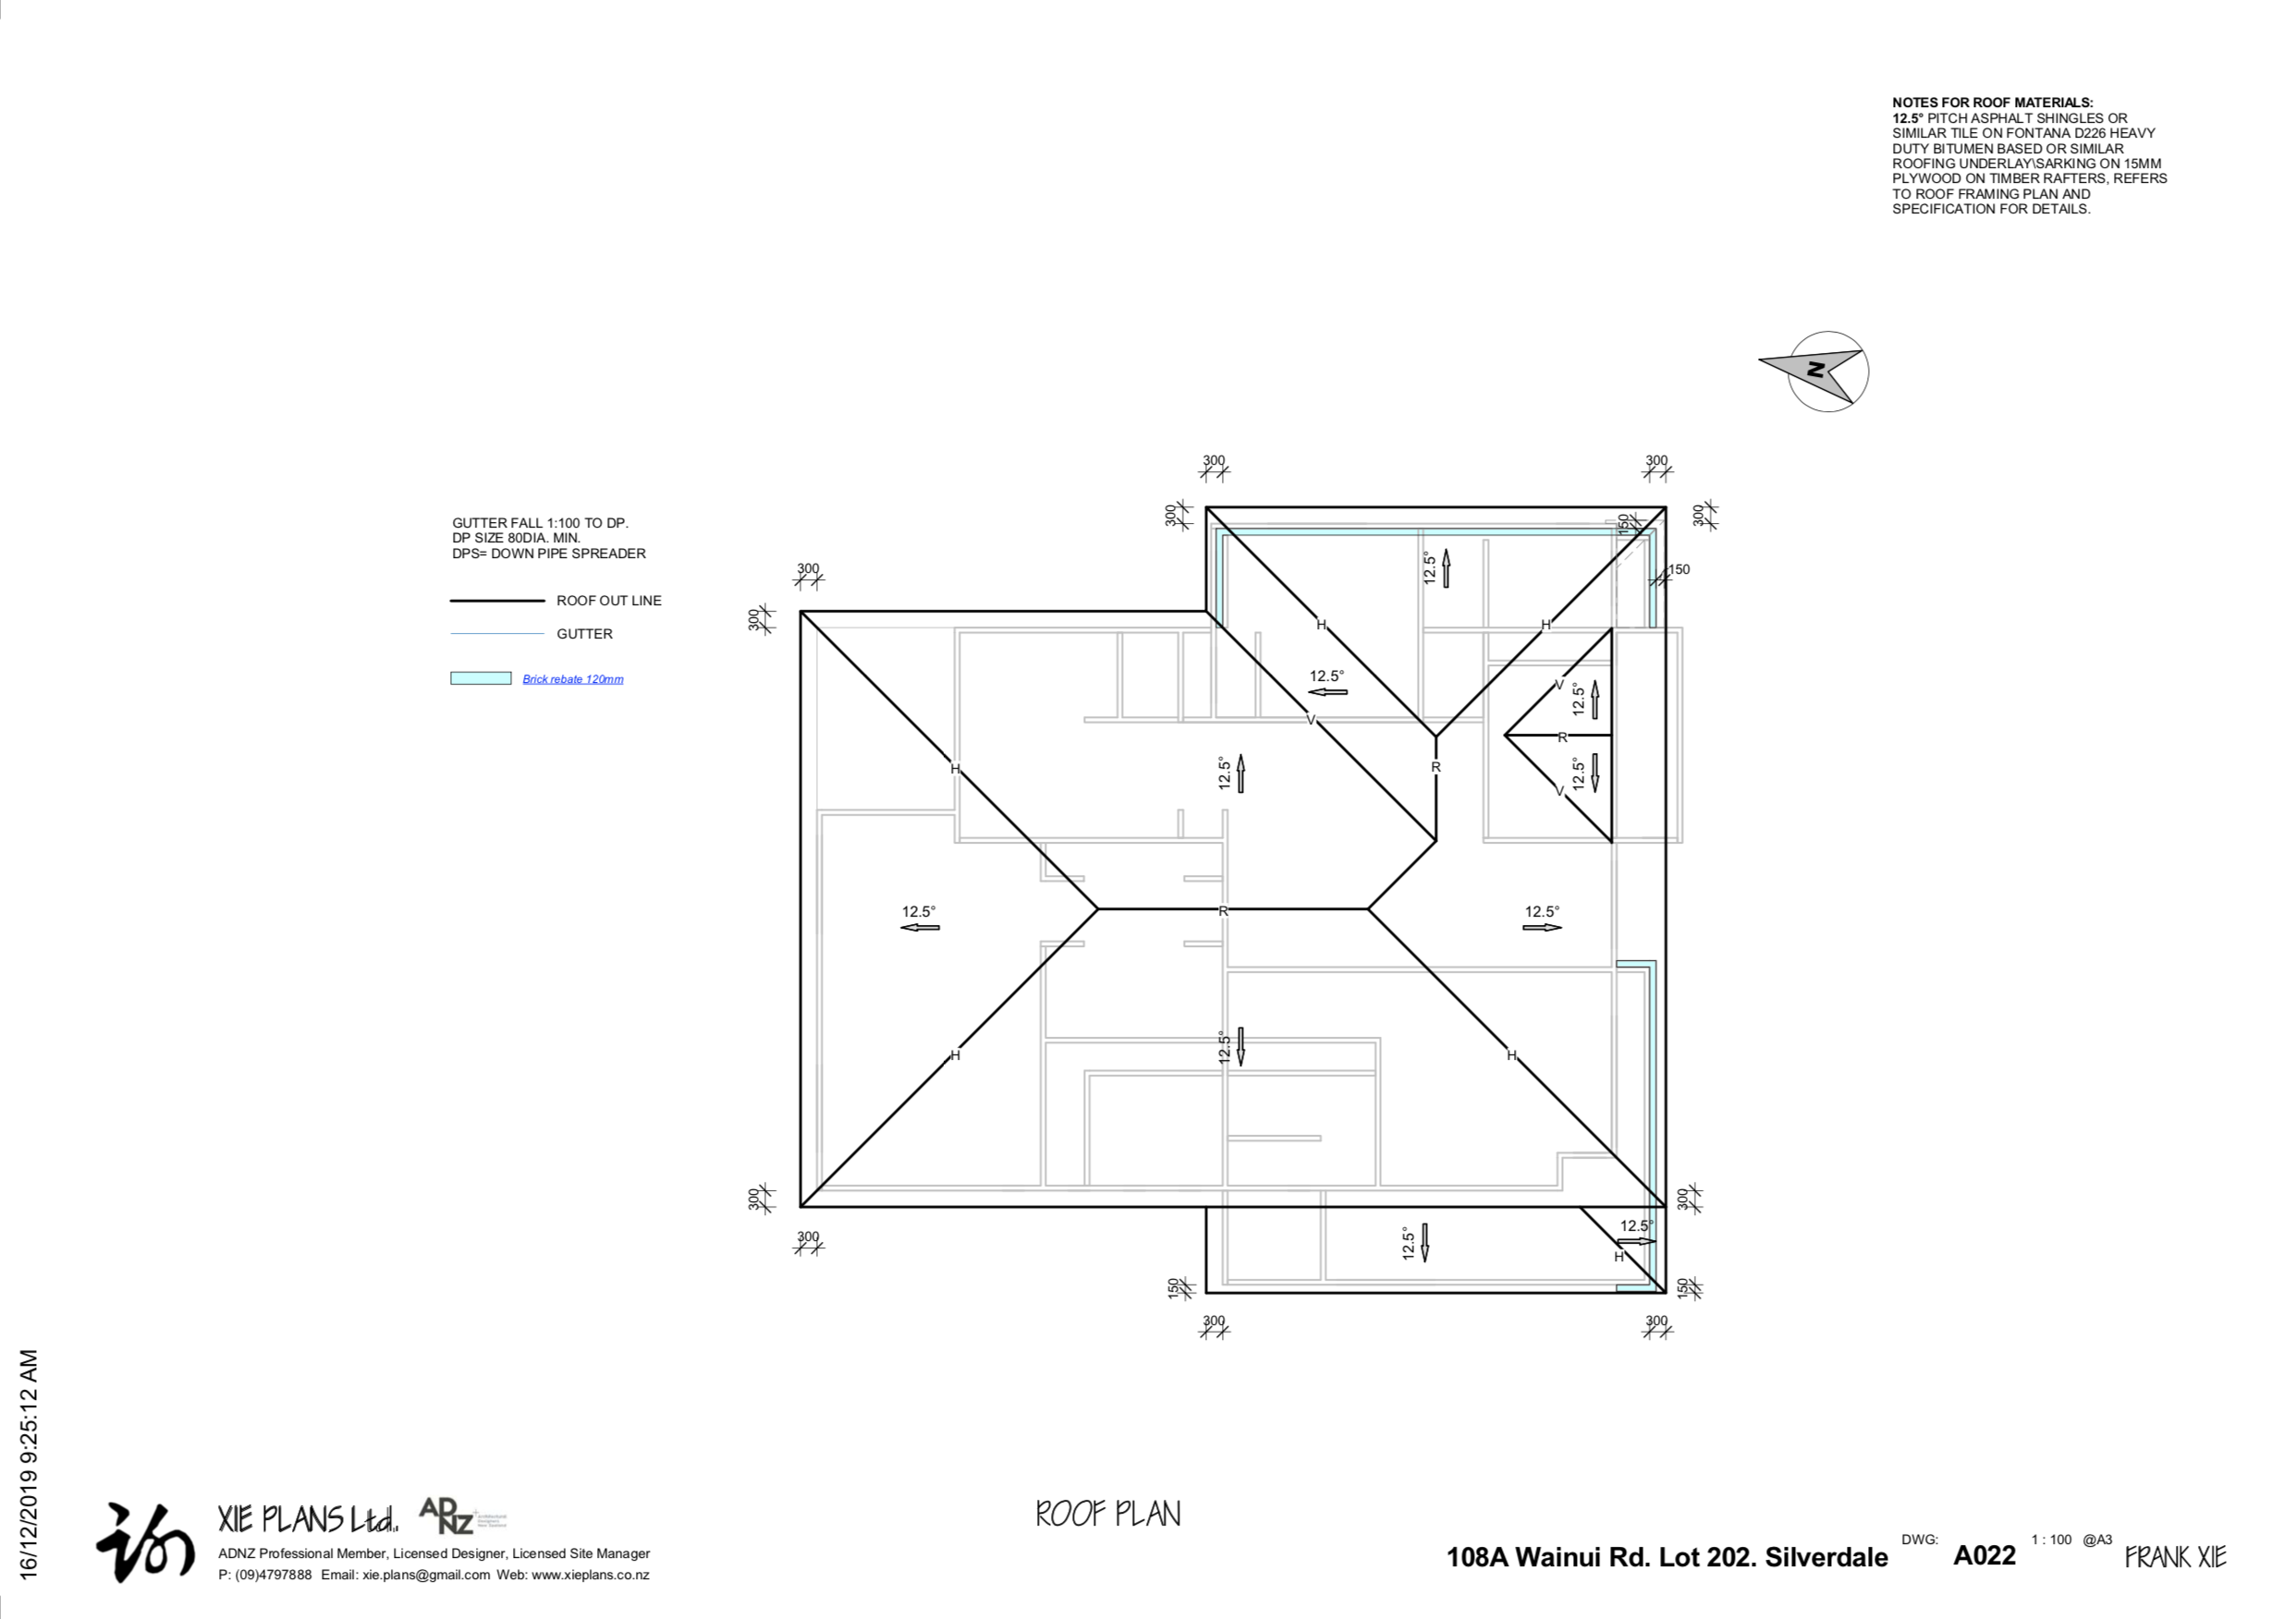 NOTES FOR ROOF MATERIALS:
12.5° PITCH ASPHALT SHINGLES OR
SIMILAR TILE ON FONTANA D226 HEAVY
DUTY BITUMEN BASED OR SIMILAR
ROOFING UNDERLAY\SARKING ON 15MM
PLYWOOD ON TIMBER RAFTERS, REFERS
TO ROOF FRAMING PLAN AND
SPECIFICATION FOR DETAILS.
N
GUTTER FALL 1:100 TO DP.
DP SIZE 80DIA. MIN.
DPS= DOWN PIPE SPREADER
ROOF OUT LINE
GUTTER
Brick rebate 120mm
300
300
300
300
150
150
300
300
12.5°
H
H
12.5°
V
12.5°
V
R
12.5°
V
R
H
12.5°
12.5°
R
12.5°
12.5°
H
12.5°
H
300
300
300
12.5°
12.5°
H
150
150
300
300
16/12/2019 9:25:12 AM
XIE PLANS Ltd.
ADNZ
ADNZ Professional Member, Licensed Designer, Licensed Site Manager
P: (09)4797888 Email: xie.plans@gmail.com Web: www.xieplans.co.nz
ROOF PLAN
108A Wainui Rd. Lot 202. Silverdale
DWG:
A022
1 : 100 @A3
FRANK XIE